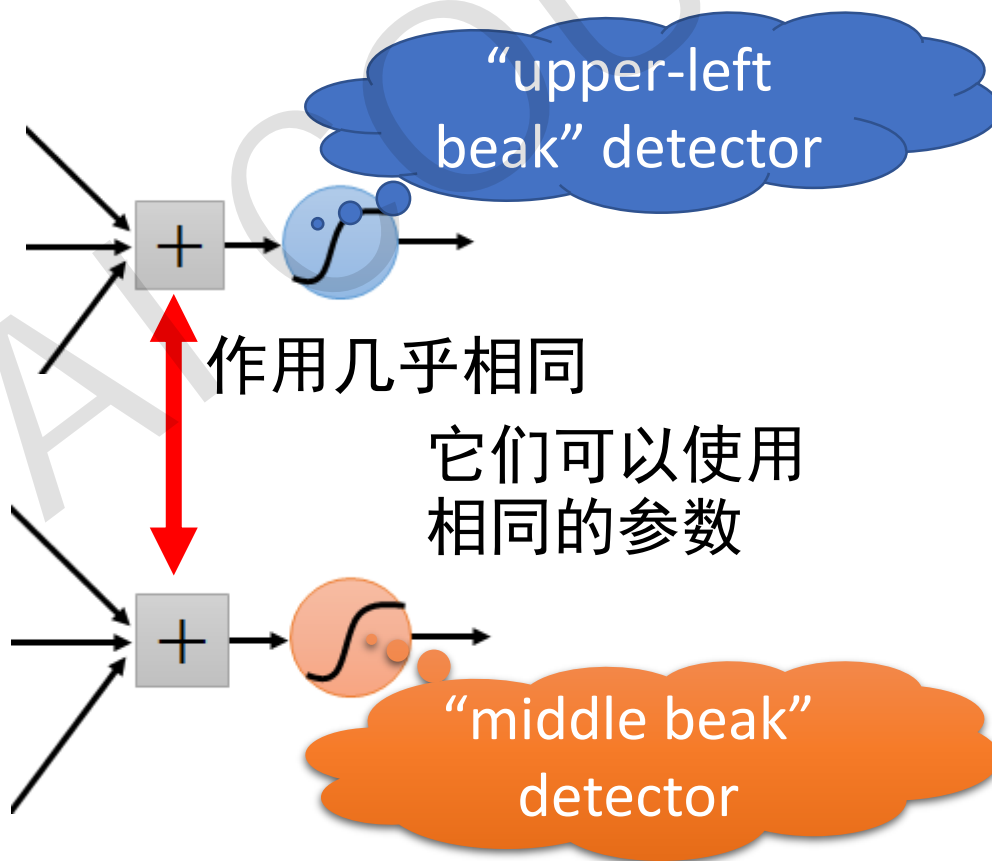 “upper-left
beak” detector
+
作用几乎相同
它们可以使用
相同的参数
+
“middle beak”
detector